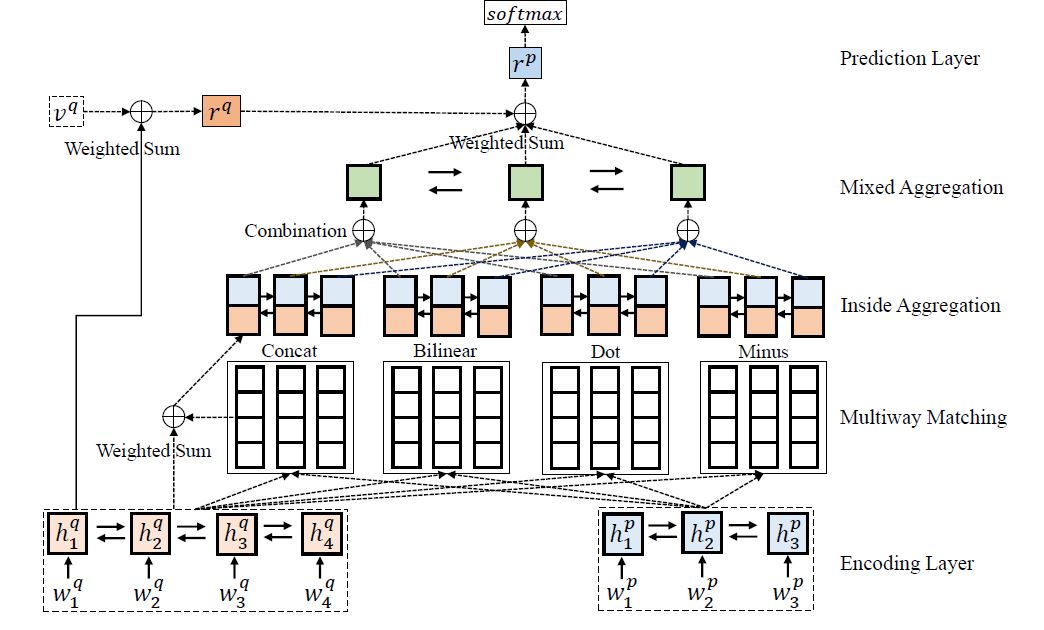 softmax
r^p
Prediction Layer
v^q
r^q
Weighted Sum
Weighted Sum
Mixed Aggregation
Combination
Inside Aggregation
Concat Bilinear Dot Minus
Multiway Matching
Weighted Sum
h_1^q h_2^q h_3^q h_4^q h_1^p h_2^p h_3^p
Encoding Layer
w_1^q w_2^q w_3^q w_4^q w_1^p w_2^p w_3^p